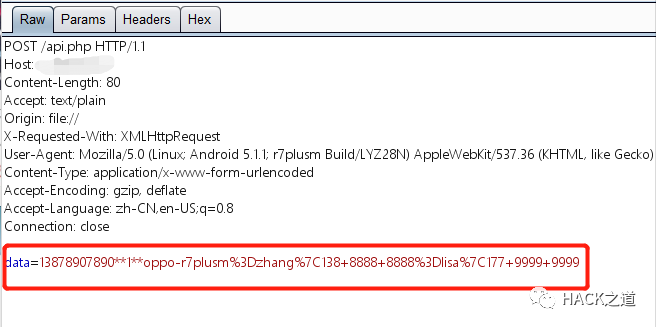 Raw Params Headers Hex
POST /api.php HTTP/1.1
Host:
Content-Length: 80
Accept: text/plain
Origin: file://
X-Requested-With: XMLHttpRequest
User-Agent: Mozilla/5.0 (Linux; Android 5.1.1; r7plusm Build/LYZ28N) AppleWebKit/537.36 (KHTML, like Gecko)
Content-Type: application/x-www-form-urlencoded
Accept-Encoding: gzip, deflate
Accept-Language: zh-CN,en-US;q=0.8
Connection: close
data=13878907890**1**oppo-r7plusm%3Dzhang%7C138+8888+8888%3Dlisa%7C177+9999+9999
HACK之道